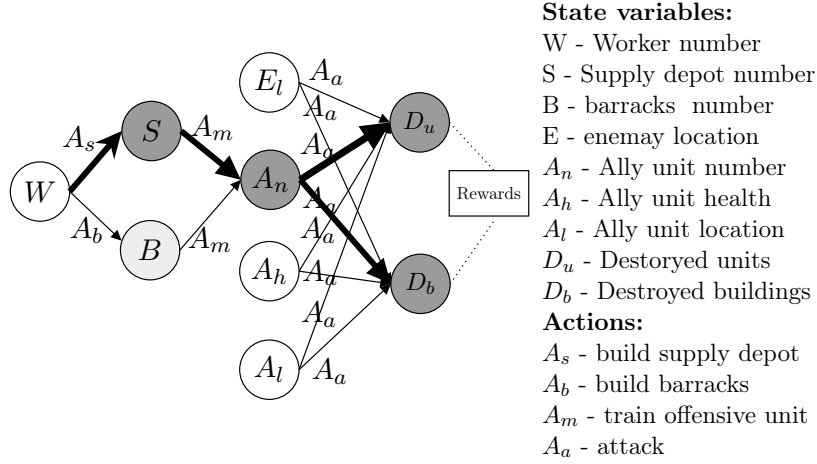 W
A_s
A_b
S
B
A_m
A_m
E_l
A_n
A_h
A_l
A_a
A_a
A_a
A_a
A_a
A_a
A_a
A_a
D_u
D_b
Rewards
State variables:
W - Worker number
S - Supply depot number
B - barracks number
E - enemay location
A_n - Ally unit number
A_h - Ally unit health
A_l - Ally unit location
D_u - Destoryed units
D_b - Destroyed buildings
Actions:
A_s - build supply depot
A_b - build barracks
A_m - train offensive unit
A_a - attack